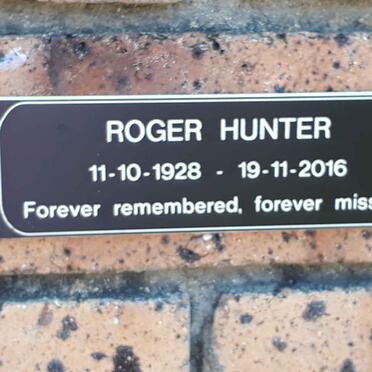 ROGER HUNTER
11-10-1928 - 19-11-2016
Forever remembered, forever miss